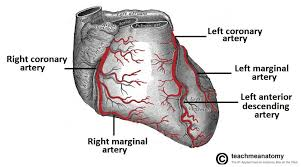 Left coronary
artery
Right coronary
artery
Left marginal
artery
Left anterior
descending artery
Right marginal
artery
teachmeanatomy